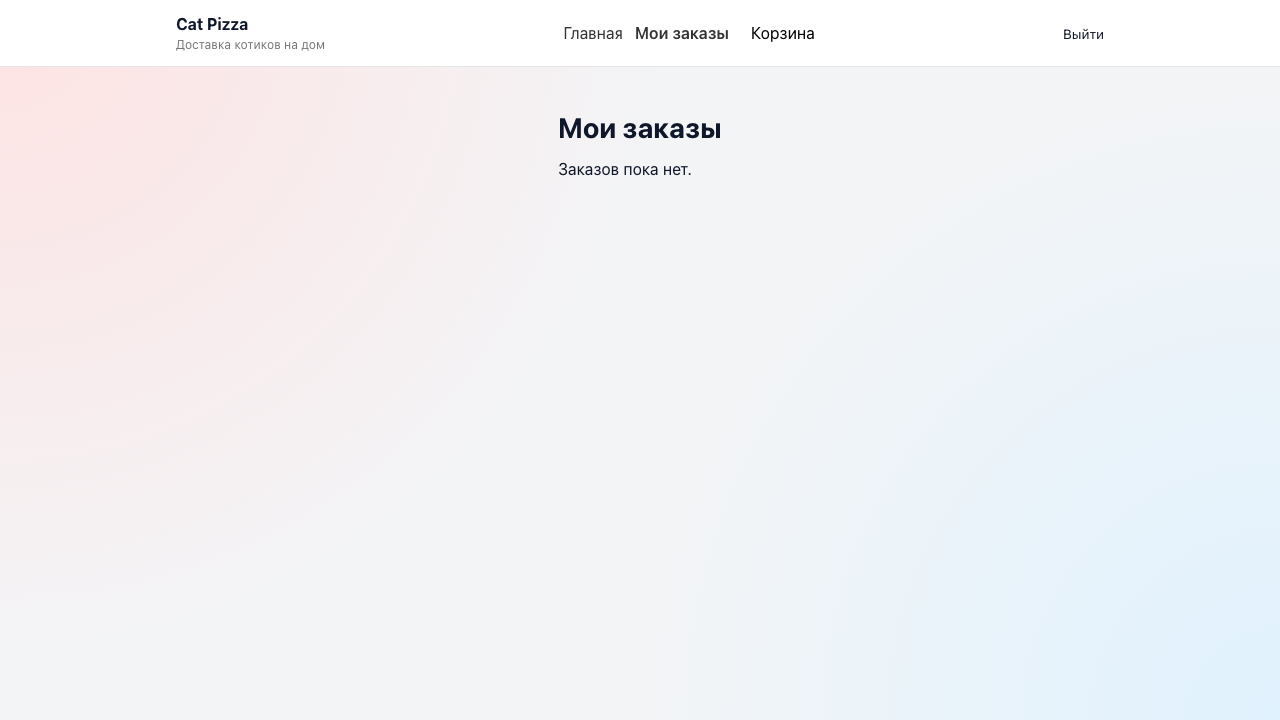 Cat Pizza
Доставка котиков на дом
Главная Мои заказы Корзина
Выйти
Мои заказы
Заказов пока нет.